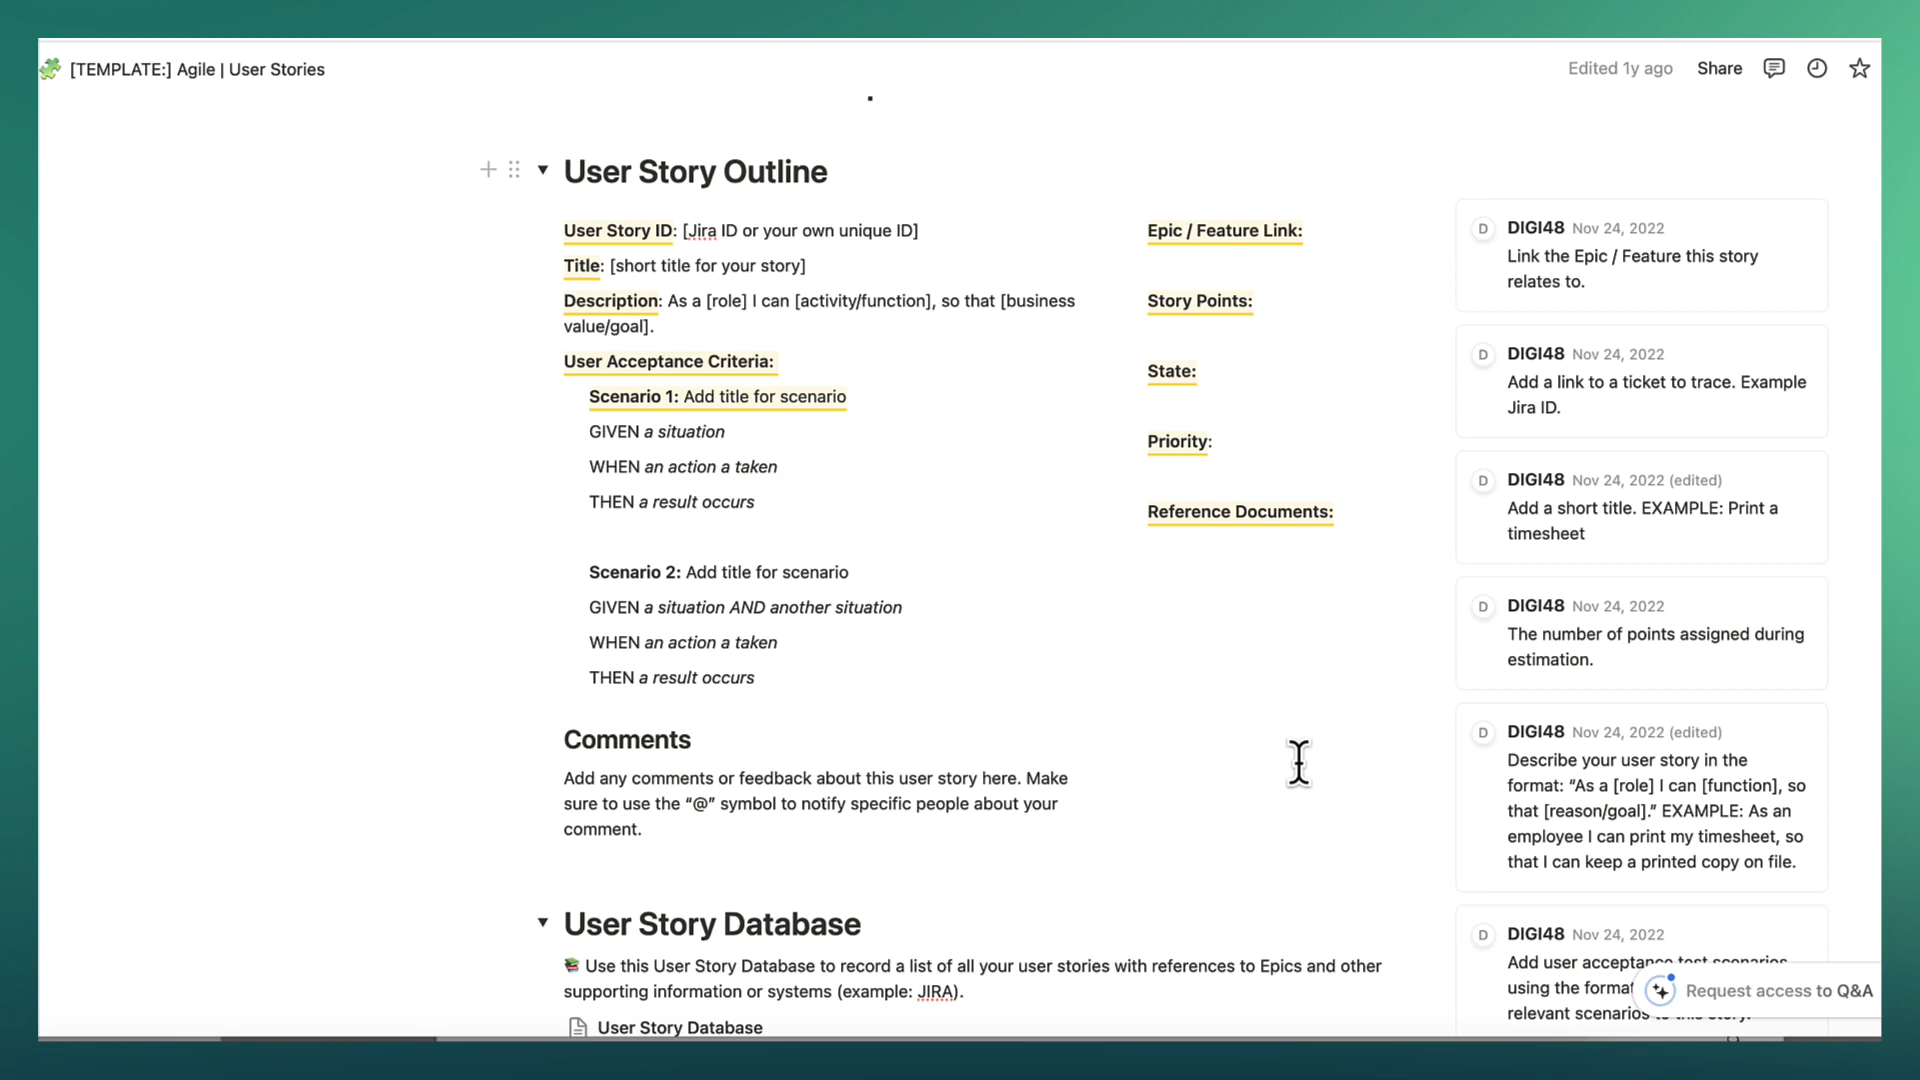 [TEMPLATE:] Agile | User Stories
Edited 1y ago
Share
User Story Outline
User Story ID: [Jira ID or your own unique ID]
Title: [short title for your story]
Description: As a [role] I can [activity/function], so that [business
value/goal].
User Acceptance Criteria:
Scenario 1: Add title for scenario
GIVEN a situation
WHEN an action a taken
THEN a result occurs
Scenario 2: Add title for scenario
GIVEN a situation AND another situation
WHEN an action a taken
THEN a result occurs
Epic / Feature Link:
Story Points:
State:
Priority:
Reference Documents:
Comments
Add any comments or feedback about this user story here. Make
sure to use the “@” symbol to notify specific people about your
comment.
User Story Database
📚 Use this User Story Database to record a list of all your user stories with references to Epics and other
supporting information or systems (example: JIRA).
User Story Database
D DIGI48 Nov 24, 2022
Link the Epic / Feature this story
relates to.
D DIGI48 Nov 24, 2022
Add a link to a ticket to trace. Example
Jira ID.
D DIGI48 Nov 24, 2022 (edited)
Add a short title. EXAMPLE: Print a
timesheet
D DIGI48 Nov 24, 2022
The number of points assigned during
estimation.
D DIGI48 Nov 24, 2022 (edited)
Describe your user story in the
format: “As a [role] I can [function], so
that [reason/goal].” EXAMPLE: As an
employee I can print my timesheet, so
that I can keep a printed copy on file.
D DIGI48 Nov 24, 2022
Add user acceptance test scenarios
using the format
relevant scenarios to this story.
Request access to Q&A